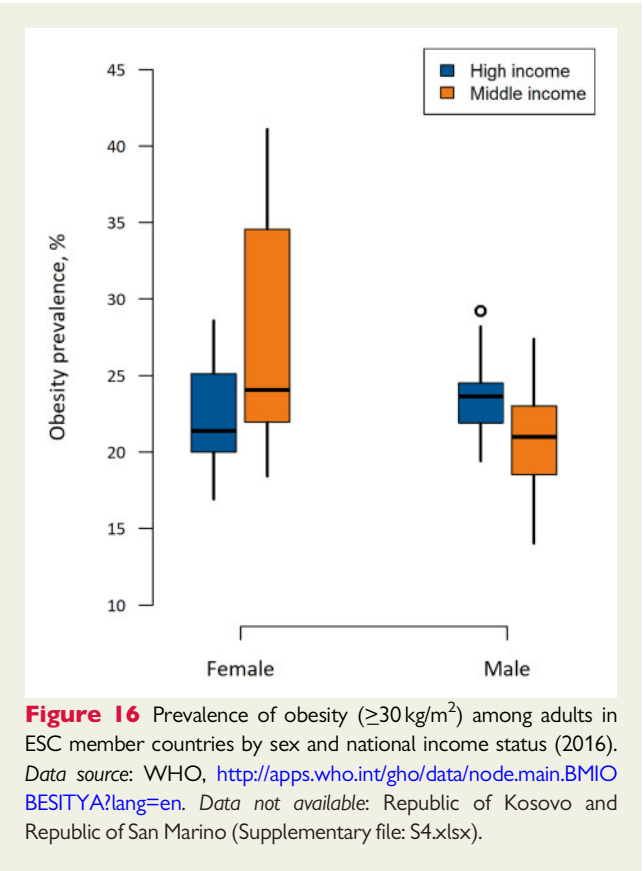 45
High income
Middle income
40
35
Obesity prevalence, %
30
25
20
15
10
Female Male
Figure 16 Prevalence of obesity (≥30 kg/m²) among adults in
ESC member countries by sex and national income status (2016).
Data source: WHO, http://apps.who.int/gho/data/node.main.BMIO
BESITYA?lang=en. Data not available: Republic of Kosovo and
Republic of San Marino (Supplementary file: S4.xlsx).